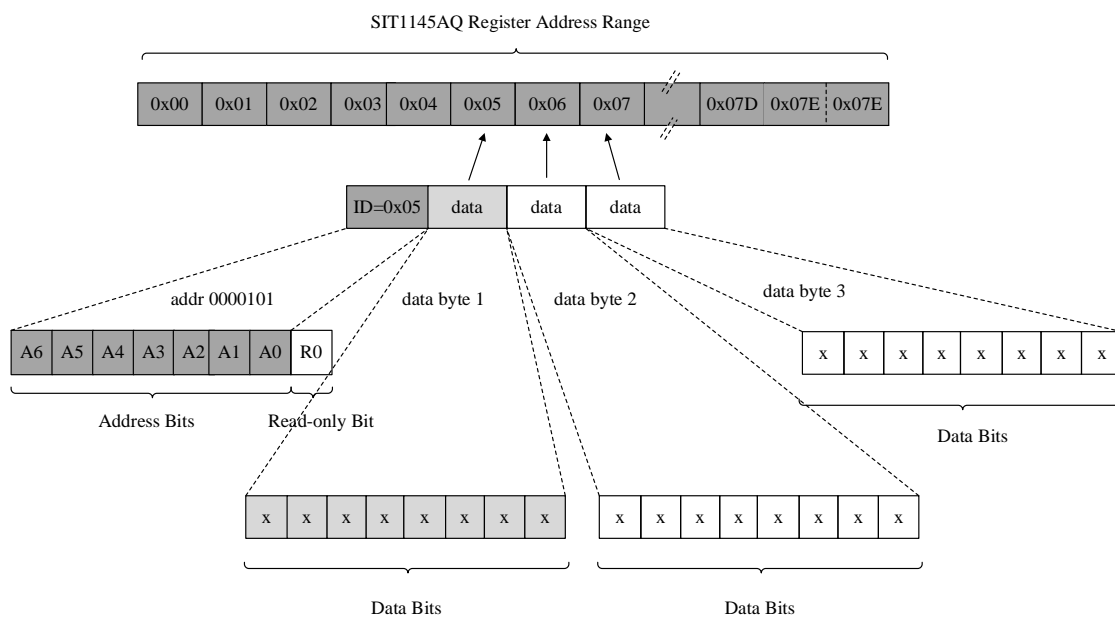 SIT1145AQ Register Address Range
0x00 0x01 0x02 0x03 0x04 0x05 0x06 0x07 0x07D 0x07E 0x07E
ID=0x05 data data data
addr 0000101 data byte 1 data byte 2 data byte 3
A6 A5 A4 A3 A2 A1 A0 R0 x x x x x x x x
Address Bits Read-only Bit Data Bits
x x x x x x x x x x x x x x x x
Data Bits Data Bits